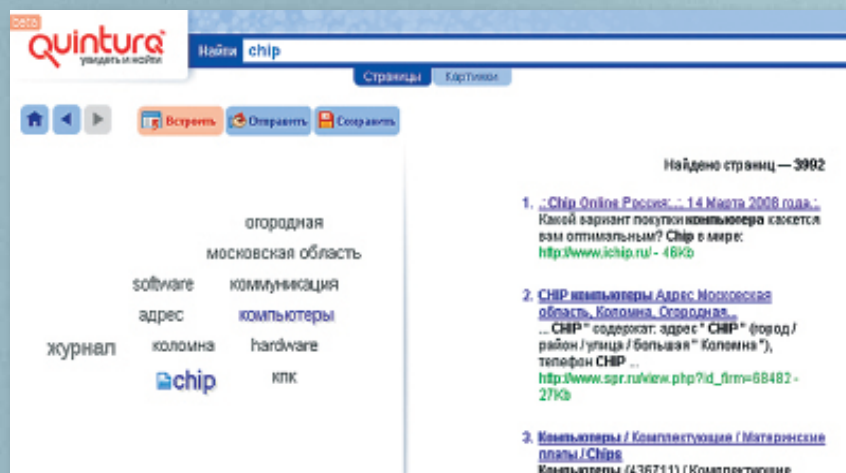 beta
Quintura
увидеть и найти
Найти chip
Страницы Картинки
Встроить Отправить Сохранить
огородная
московская область
software коммуникация
адрес компьютеры
журнал коломна hardware
chip кпк
Найдено страниц — 3992
1. .:Chip Online Россия:.:. 14 Марта 2008 года.:.
Какой вариант покупки компьютера кажется
вам оптимальным? Chip в мире:
http://www.ichip.ru/ - 46Kb
2. CHIP компьютеры Адрес Московская
область, Коломна, Огородная...
... CHIP" содержат: адрес " CHIP" (город /
район / улица / большая " Коломна"),
телефон CHIP ...
http://www.spr.ru/view.php?id_firm=68482 -
27Kb
3. Компьютеры / Комплектующие / Материнские
платы / Chips
Компьютеры (436711) / Комплектующие